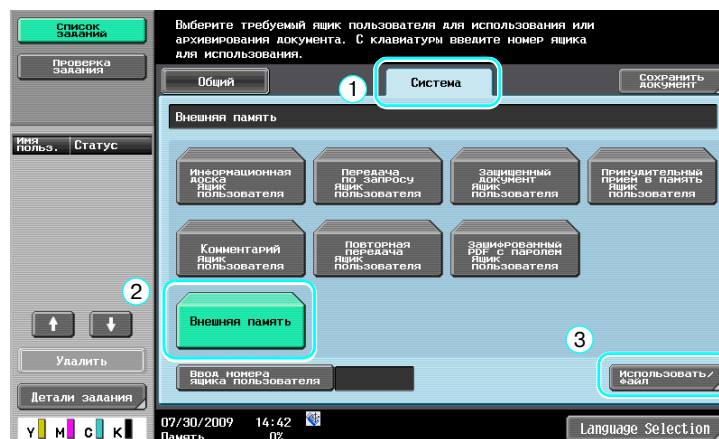 Список
заданий
Проверка
задания
Имя
польз.
Статус
Удалить
Детали задания
Y M C K
Выберите требуемый ящик пользователя для использования или
архивирования документа. С клавиатуры введите номер ящика
для использования.
Общий
1
Система
Сохранить
документ
Внешняя память
Информационная
доска
Ящик
пользователя
Передача
по запросу
Ящик
пользователя
Защищенный
документ
Ящик
пользователя
Принудительный
прием в память
Ящик
пользователя
Комментарий
Ящик
пользователя
Повторная
передача
Ящик
пользователя
Зашифрованный
PDF с паролем
Ящик
пользователя
2
Внешняя память
3
Ввод номера
ящика пользователя
Использовать/
файл
07/30/2009 14:42
Память 0%
Language Selection